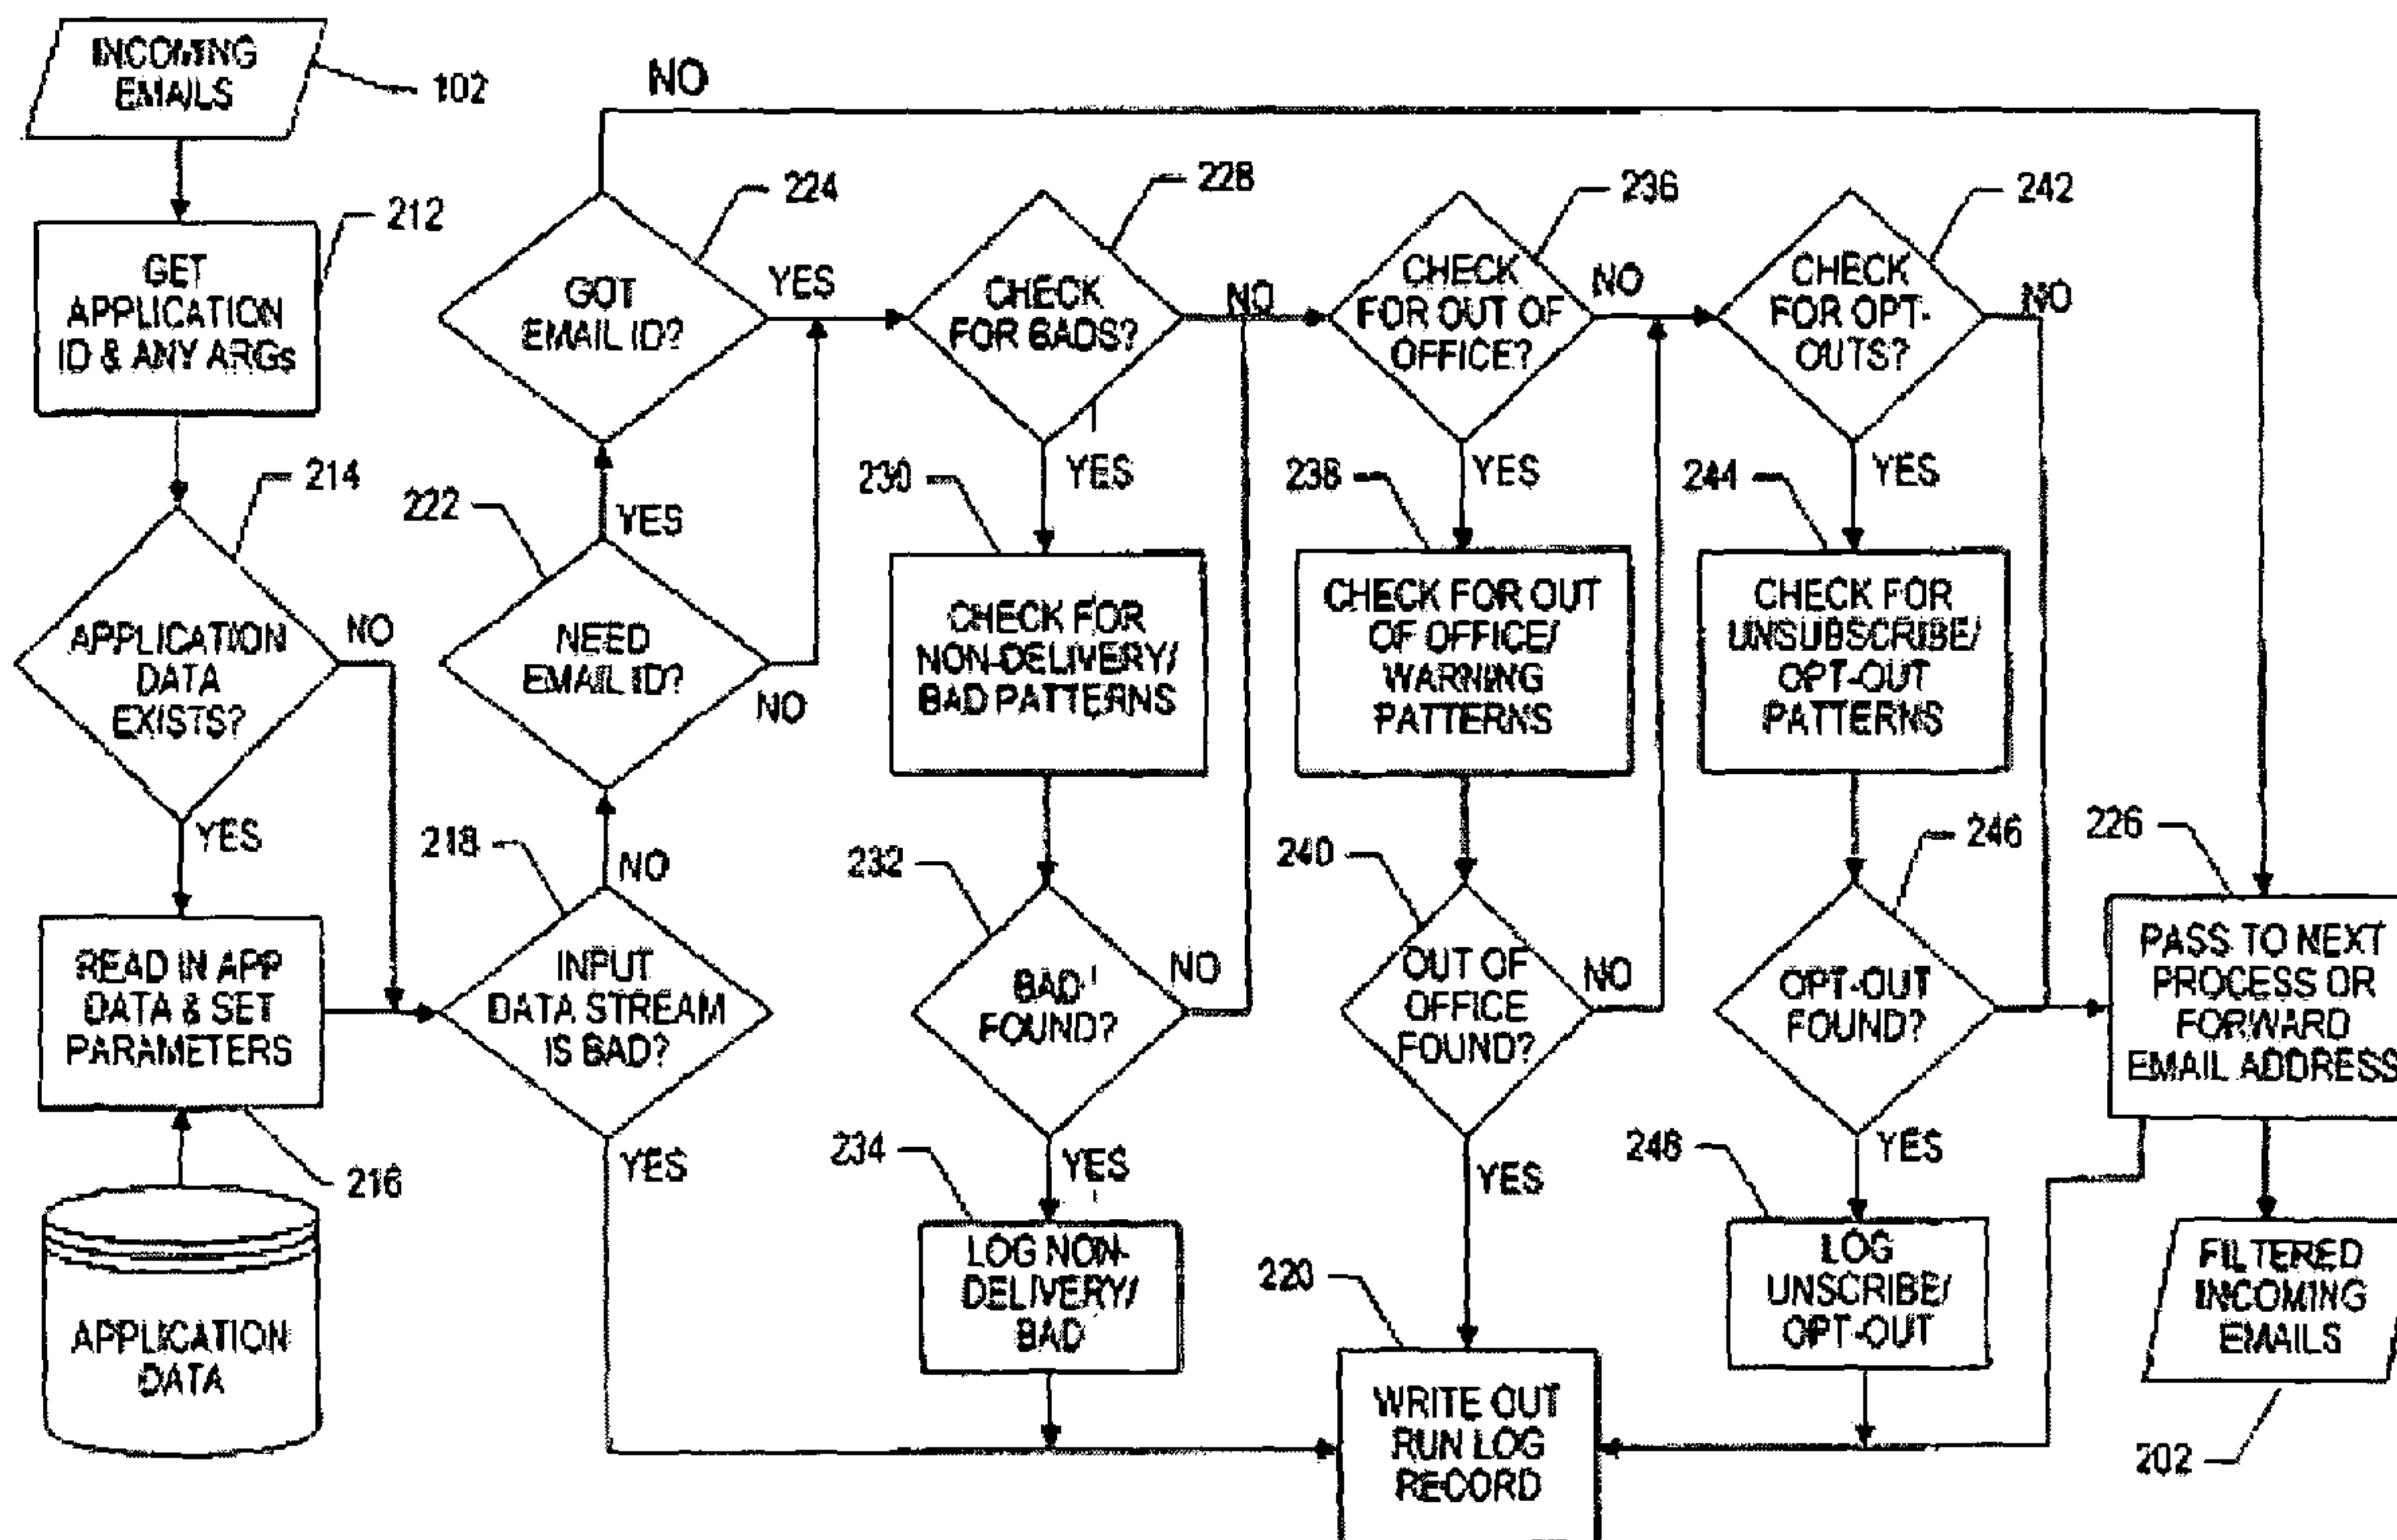 INCOMING
EMAILS
102
NO
GET
APPLICATION
ID & ANY ARGs
212
APPLICATION
DATA
EXISTS?
214
NO
YES
READ IN APP
DATA & SET
PARAMETERS
216
APPLICATION
DATA
GOT
EMAIL ID?
224
YES
YES
NEED
EMAIL ID?
222
NO
NO
INPUT
DATA STREAM
IS BAD?
218
YES
CHECK
FOR BADS?
228
NO
YES
230
CHECK FOR
NON-DELIVERY/
BAD PATTERNS
232
BAD
FOUND?
NO
YES
234
LOG NON-
DELIVERY/
BAD
CHECK
FOR OUT OF
OFFICE?
236
NO
YES
238
CHECK FOR OUT
OF OFFICE/
WARNING
PATTERNS
240
OUT OF
OFFICE
FOUND?
NO
YES
220
WRITE OUT
RUN LOG
RECORD
CHECK
FOR OPT-
OUTS?
242
NO
YES
244
CHECK FOR
UNSUBSCRIBE/
OPT-OUT
PATTERNS
246
OPT-OUT
FOUND?
YES
248
LOG
UNSCRIBE/
OPT-OUT
226
PASS TO NEXT
PROCESS OR
FORWARD
EMAIL ADDRESS
FILTERED
INCOMING
EMAILS
202